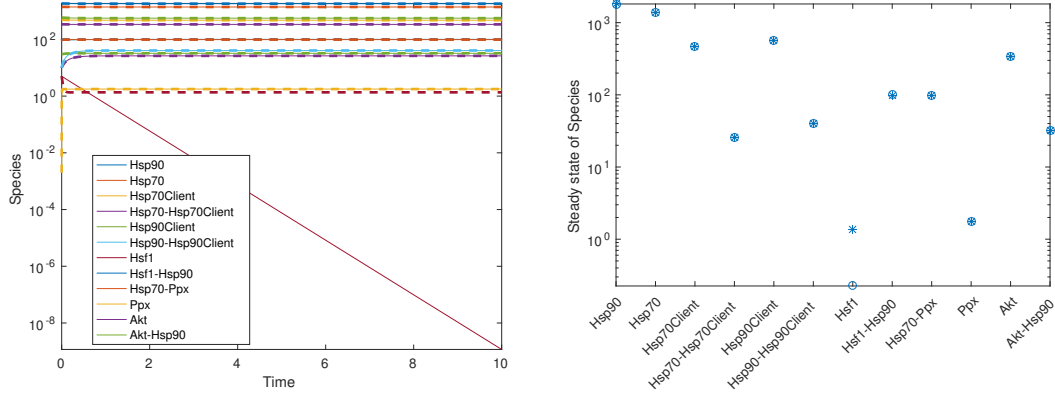 Species
10^2
10^0
10^-2
10^-4
10^-6
10^-8
Hsp90
Hsp70
Hsp70Client
Hsp70-Hsp70Client
Hsp90Client
Hsp90-Hsp90Client
Hsf1
Hsf1-Hsp90
Hsp70-Ppx
Ppx
Akt
Akt-Hsp90
0 2 4 6 8 10
Time
Steady state of Species
10^3
10^2
10^1
10^0
Hsp90
Hsp70
Hsp70Client
Hsp70-Hsp70Client
Hsp90Client
Hsp90-Hsp90Client
Hsf1
Hsf1-Hsp90
Hsp70-Ppx
Ppx
Akt
Akt-Hsp90